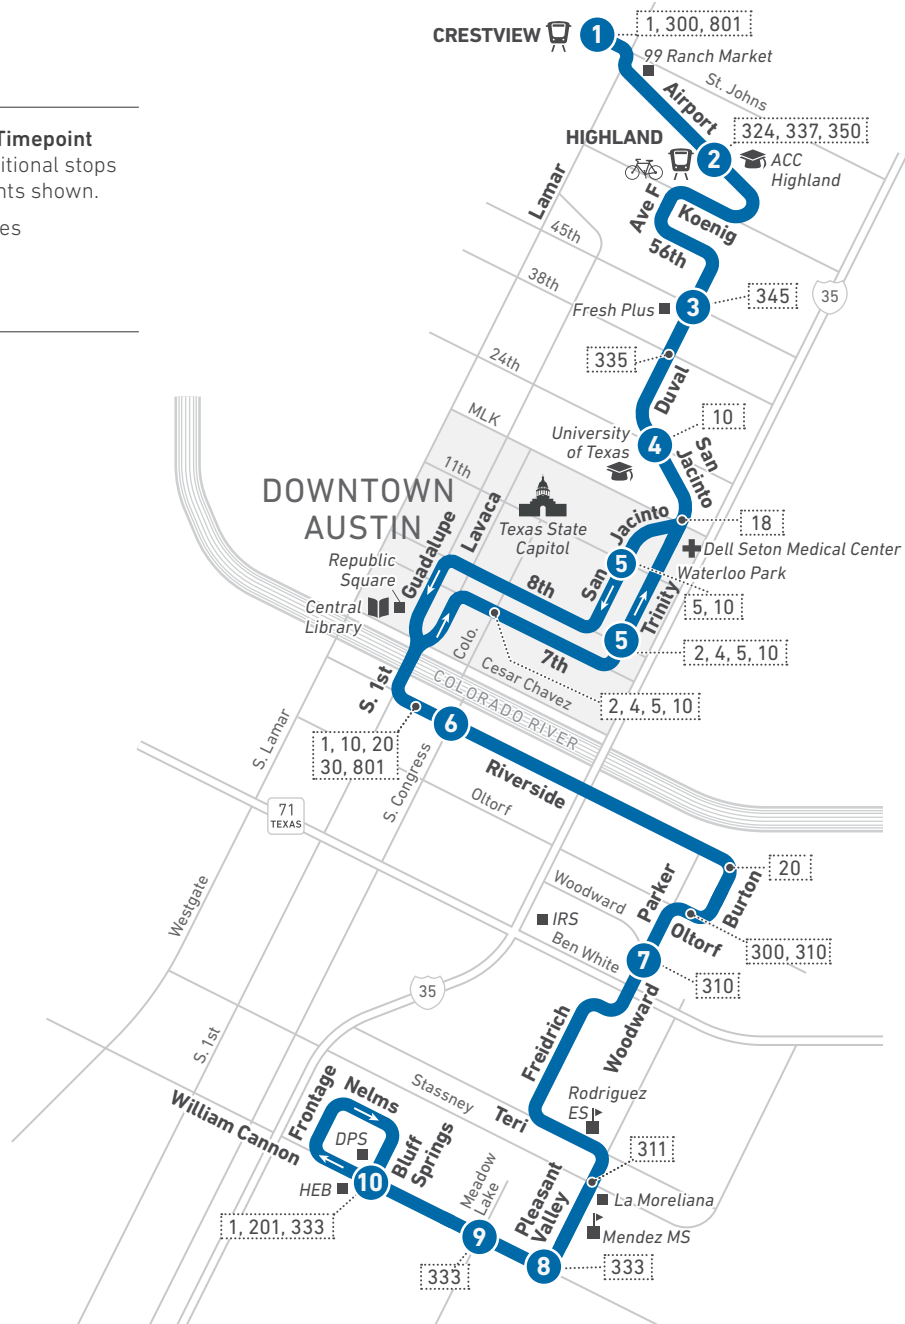 CRESTVIEW
1
1, 300, 801
99 Ranch Market
St. Johns
Airport
Timepoint
itional stops
nts shown.
es
HIGHLAND
2
324, 337, 350
ACC
Highland
Lamar
Ave F
Koenig
45th
56th
38th
Fresh Plus
3
345
35
335
24th
Duval
MLK
10
University
of Texas
4
San
Jacinto
11th
DOWNTOWN
AUSTIN
Guadalupe
Lavaca
Texas State
Capitol
San
Jacinto
18
Dell Seton Medical Center
Waterloo Park
Republic
Square
Central
Library
8th
5
5, 10
Trinity
5
2, 4, 5, 10
Colo.
7th
Cesar Chavez
2, 4, 5, 10
S. 1st
COLORADO RIVER
6
1, 10, 20
30, 801
S. Lamar
S. Congress
Riverside
Oltorf
71
TEXAS
20
Burton
Parker
Woodward
Westgate
IRS
Ben White
Oltorf
300, 310
7
310
35
Woodward
Freidrich
S. 1st
Rodriguez
ES
Stassney
Teri
Frontage
Nelms
William Cannon
DPS
Bluff
Springs
311
Meadow
Lake
Pleasant
Valley
La Moreliana
HEB
10
Mendez MS
1, 201, 333
9
333
8
333